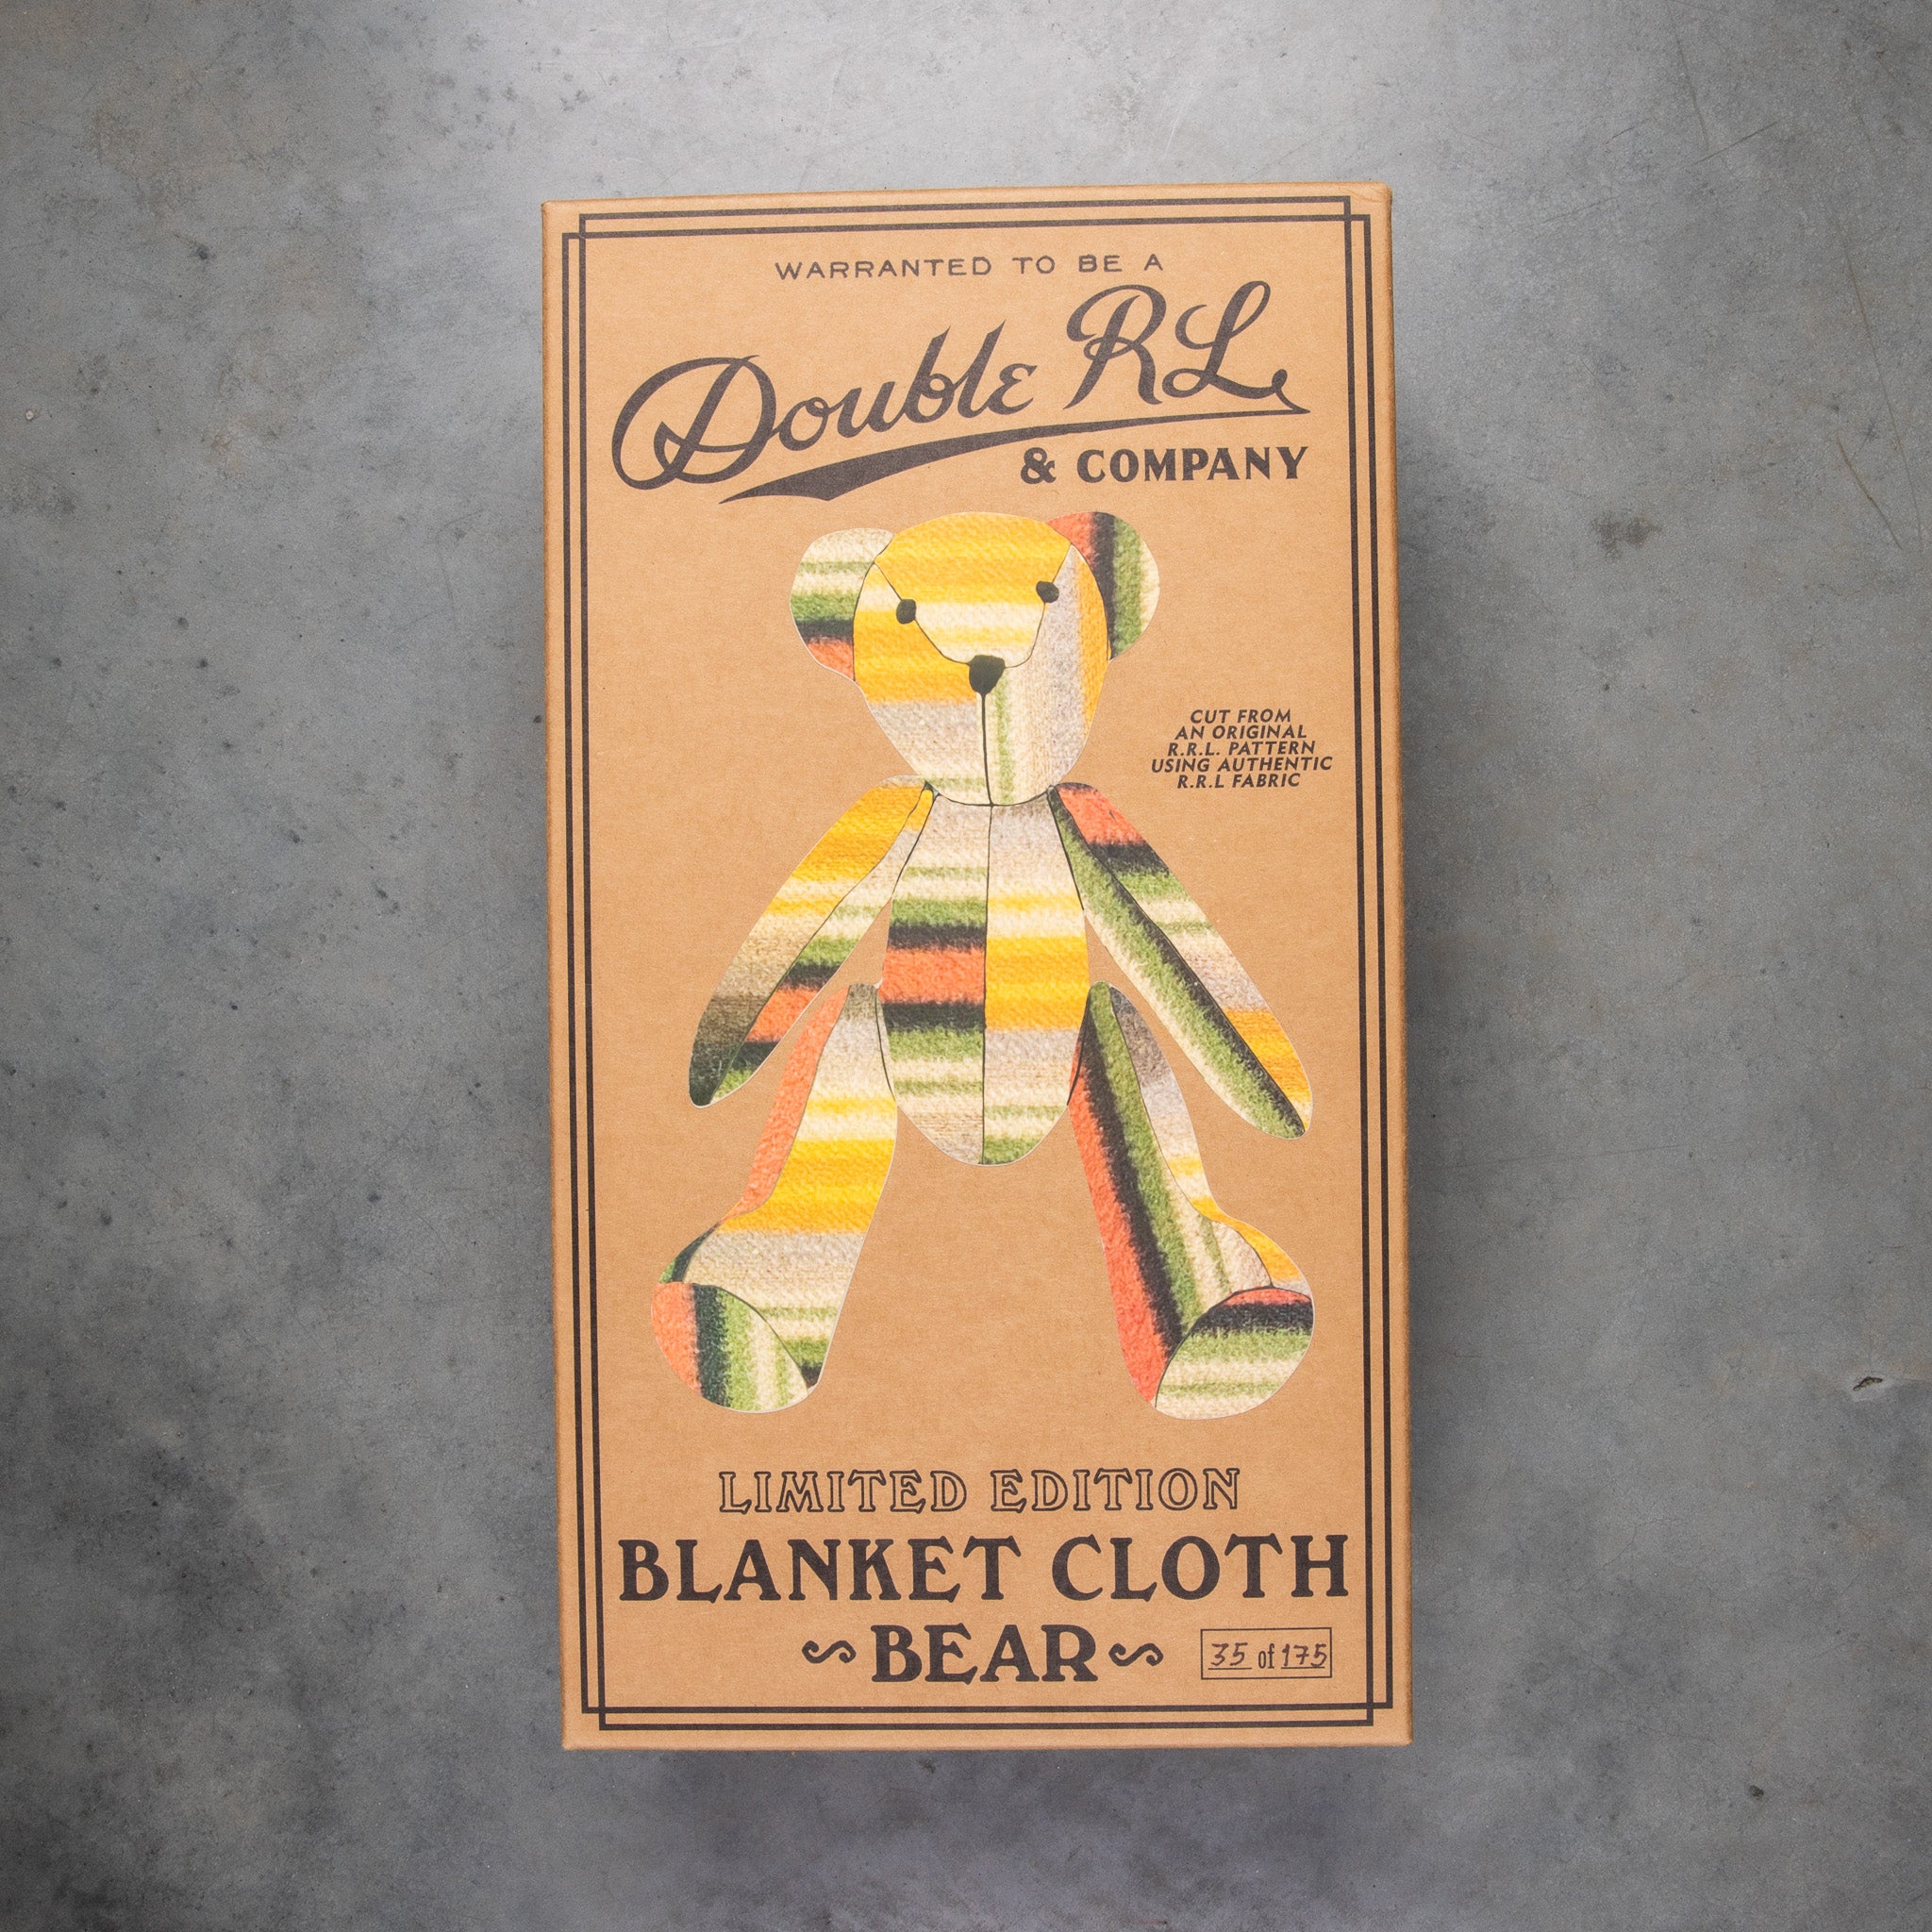 WARRANTED TO BE A
Double RL
& COMPANY
CUT FROM
AN ORIGINAL
R.R.L. PATTERN
USING AUTHENTIC
R.R.L FABRIC
LIMITED EDITION
BLANKET CLOTH
BEAR
35 of 175